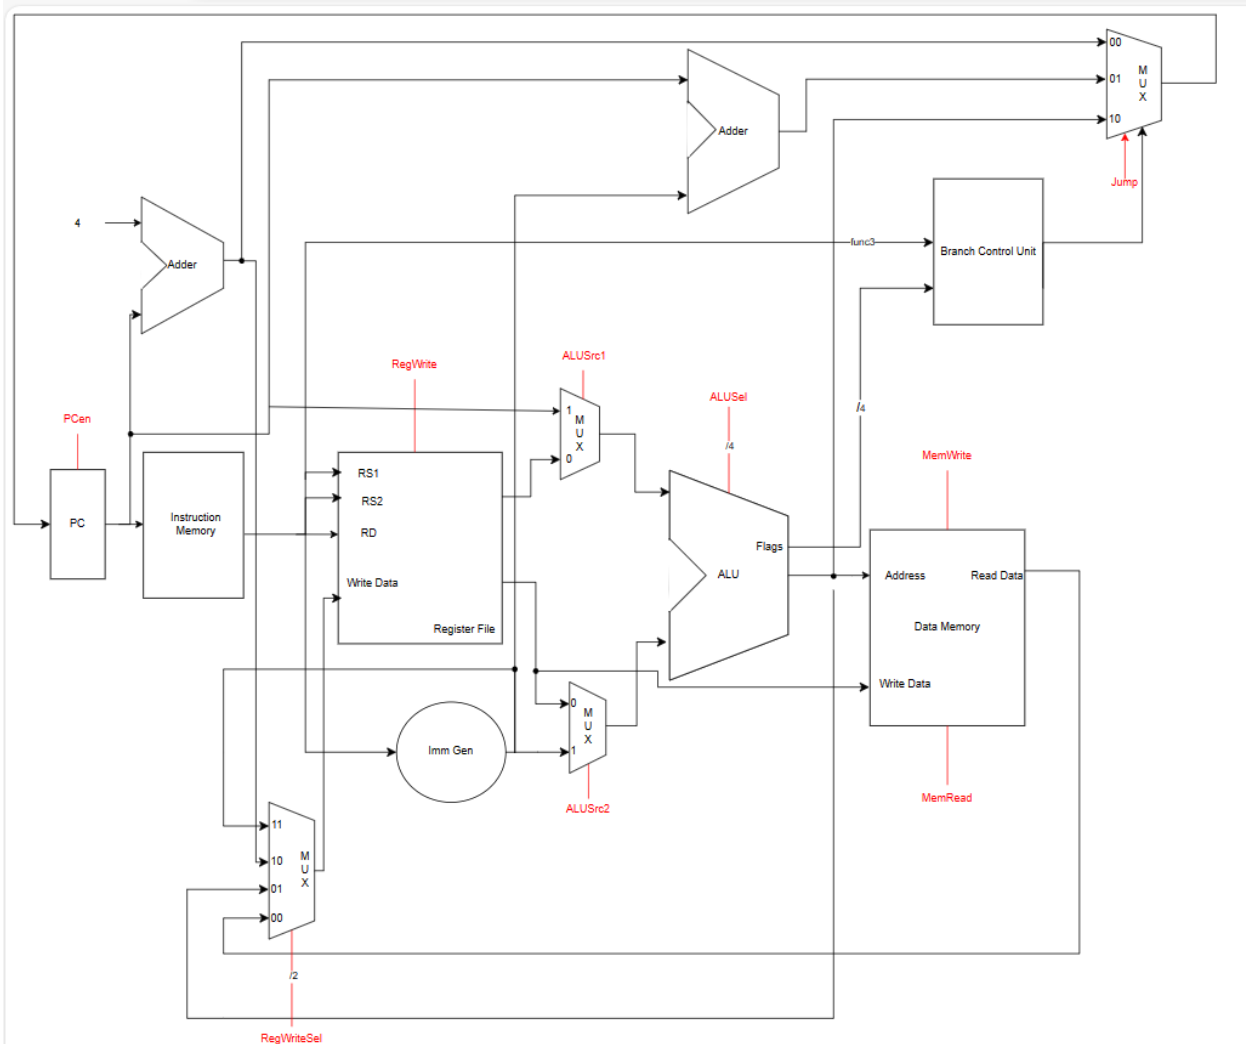 00
M
U
X
01
10
Jump
Adder
4
Adder
func3
Branch Control Unit
RegWrite
ALUSrc1
ALUSel
/4
PCen
1
M
U
X
0
/4
MemWrite
PC
Instruction
Memory
RS1
RS2
RD
Write Data
Register File
Flags
ALU
Address
Read Data
Data Memory
Write Data
0
M
U
X
1
Imm Gen
ALUSrc2
MemRead
11
10
M
U
X
01
00
/2
RegWriteSel